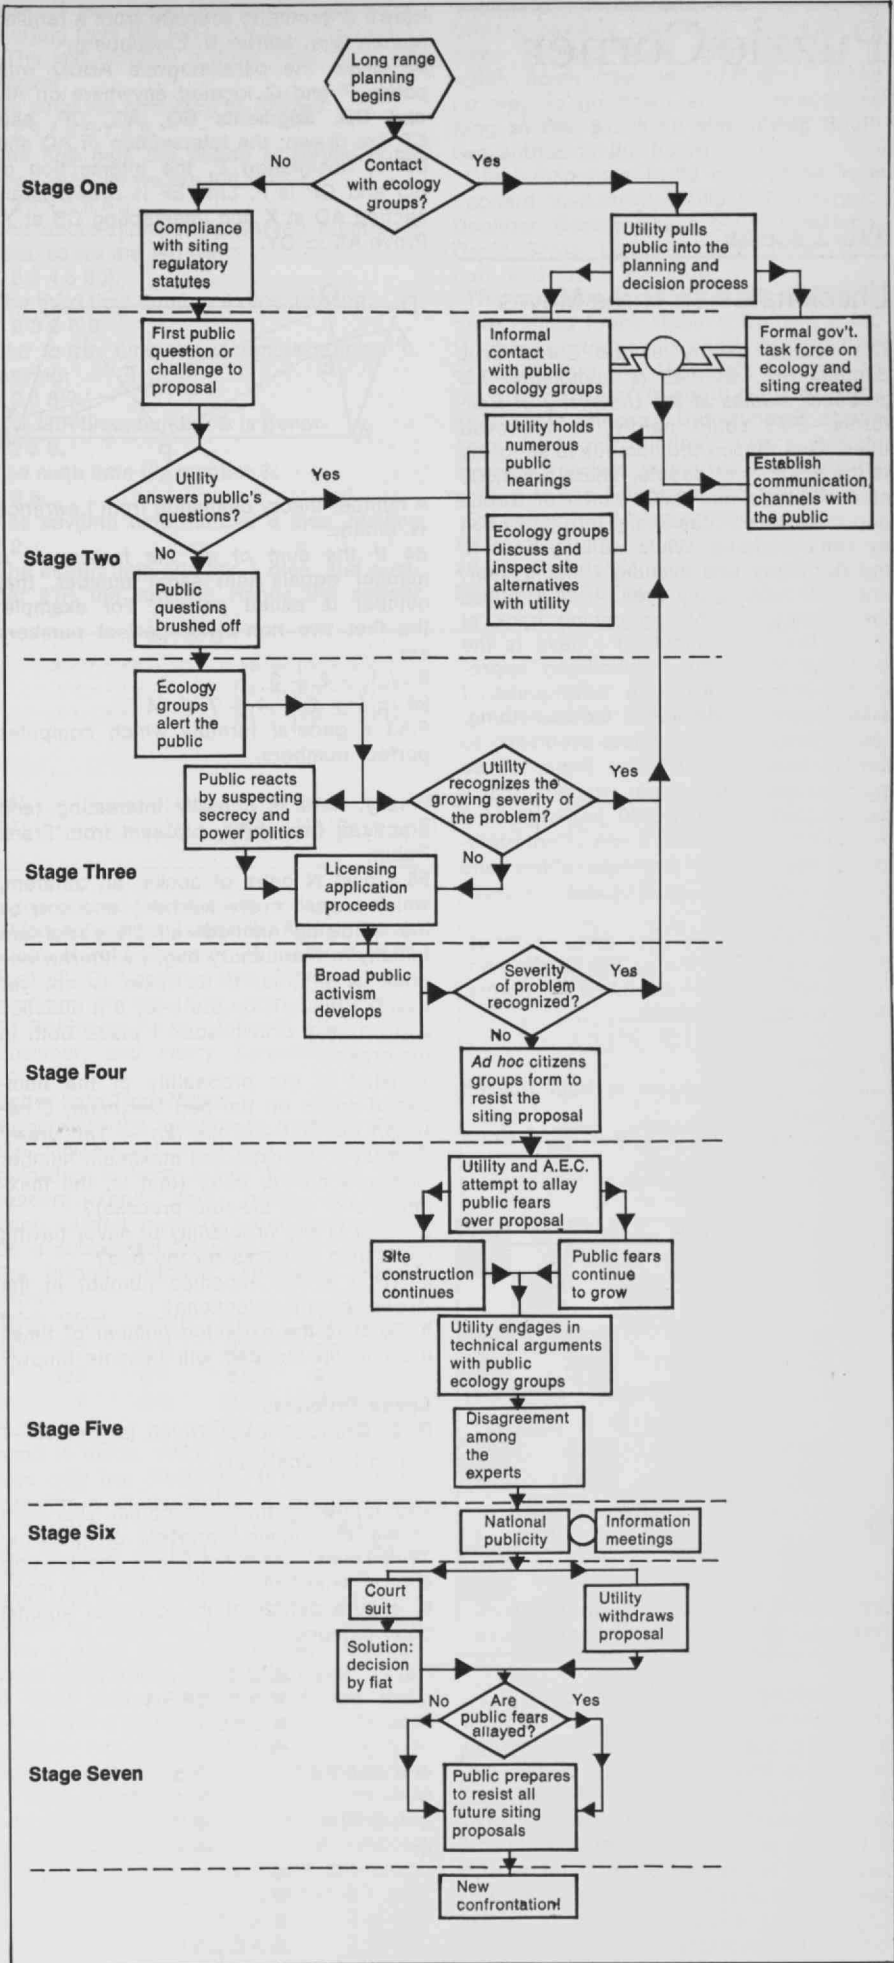 Long range
planning
begins
No
Contact
with ecology
groups?
Yes
Stage One
Compliance
with siting
regulatory
statutes
Utility pulls
public into the
planning and
decision process
First public
question or
challenge to
proposal
Informal
contact
with public
ecology groups
Formal gov't.
task force on
ecology and
siting created
Utility holds
numerous
public
hearings
Establish
communication
channels with
the public
Utility
answers public's
questions?
Yes
No
Ecology groups
discuss and
inspect site
alternatives
with utility
Stage Two
Public
questions
brushed off
Ecology
groups
alert the
public
Public reacts
by suspecting
secrecy and
power politics
Utility
recognizes the
growing severity of
the problem?
Yes
No
Stage Three
Licensing
application
proceeds
Broad public
activism
develops
Severity
of problem
recognized?
Yes
No
Stage Four
Ad hoc citizens
groups form to
resist the
siting proposal
Utility and A.E.C.
attempt to allay
public fears
over proposal
Site
construction
continues
Public fears
continue
to grow
Utility engages in
technical arguments
with public
ecology groups
Stage Five
Disagreement
among
the
experts
Stage Six
National
publicity
Information
meetings
Court
suit
Utility
withdraws
proposal
Solution:
decision
by fiat
No
Are
public fears
allayed?
Yes
Stage Seven
Public prepares
to resist all
future siting
proposals
New
confrontation!